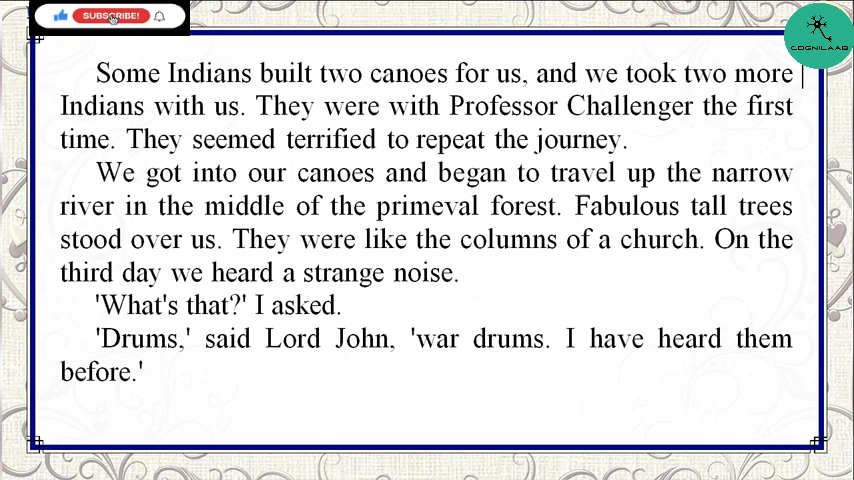 SUBSCRIBE!
COGNILAAB
Some Indians built two canoes for us, and we took two more
Indians with us. They were with Professor Challenger the first
time. They seemed terrified to repeat the journey.
We got into our canoes and began to travel up the narrow
river in the middle of the primeval forest. Fabulous tall trees
stood over us. They were like the columns of a church. On the
third day we heard a strange noise.
'What's that?' I asked.
'Drums,' said Lord John, 'war drums. I have heard them
before.'